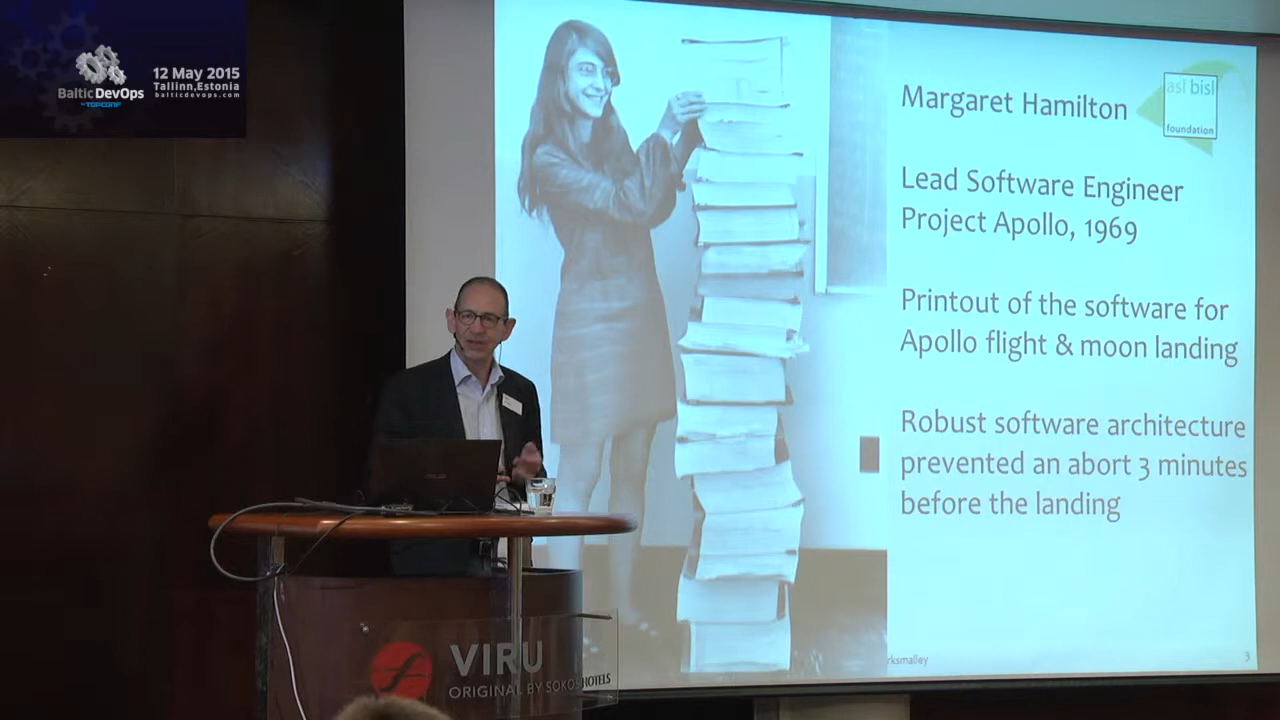 BalticDevOps
by TOPCONF
12 May 2015
Tallinn, Estonia
balticdevops.com
Margaret Hamilton
asl bisl
foundation
Lead Software Engineer
Project Apollo, 1969
Printout of the software for
Apollo flight & moon landing
Robust software architecture
prevented an abort 3 minutes
before the landing
rksmalley
3
VIRU
ORIGINAL BY SOKOS HOTELS